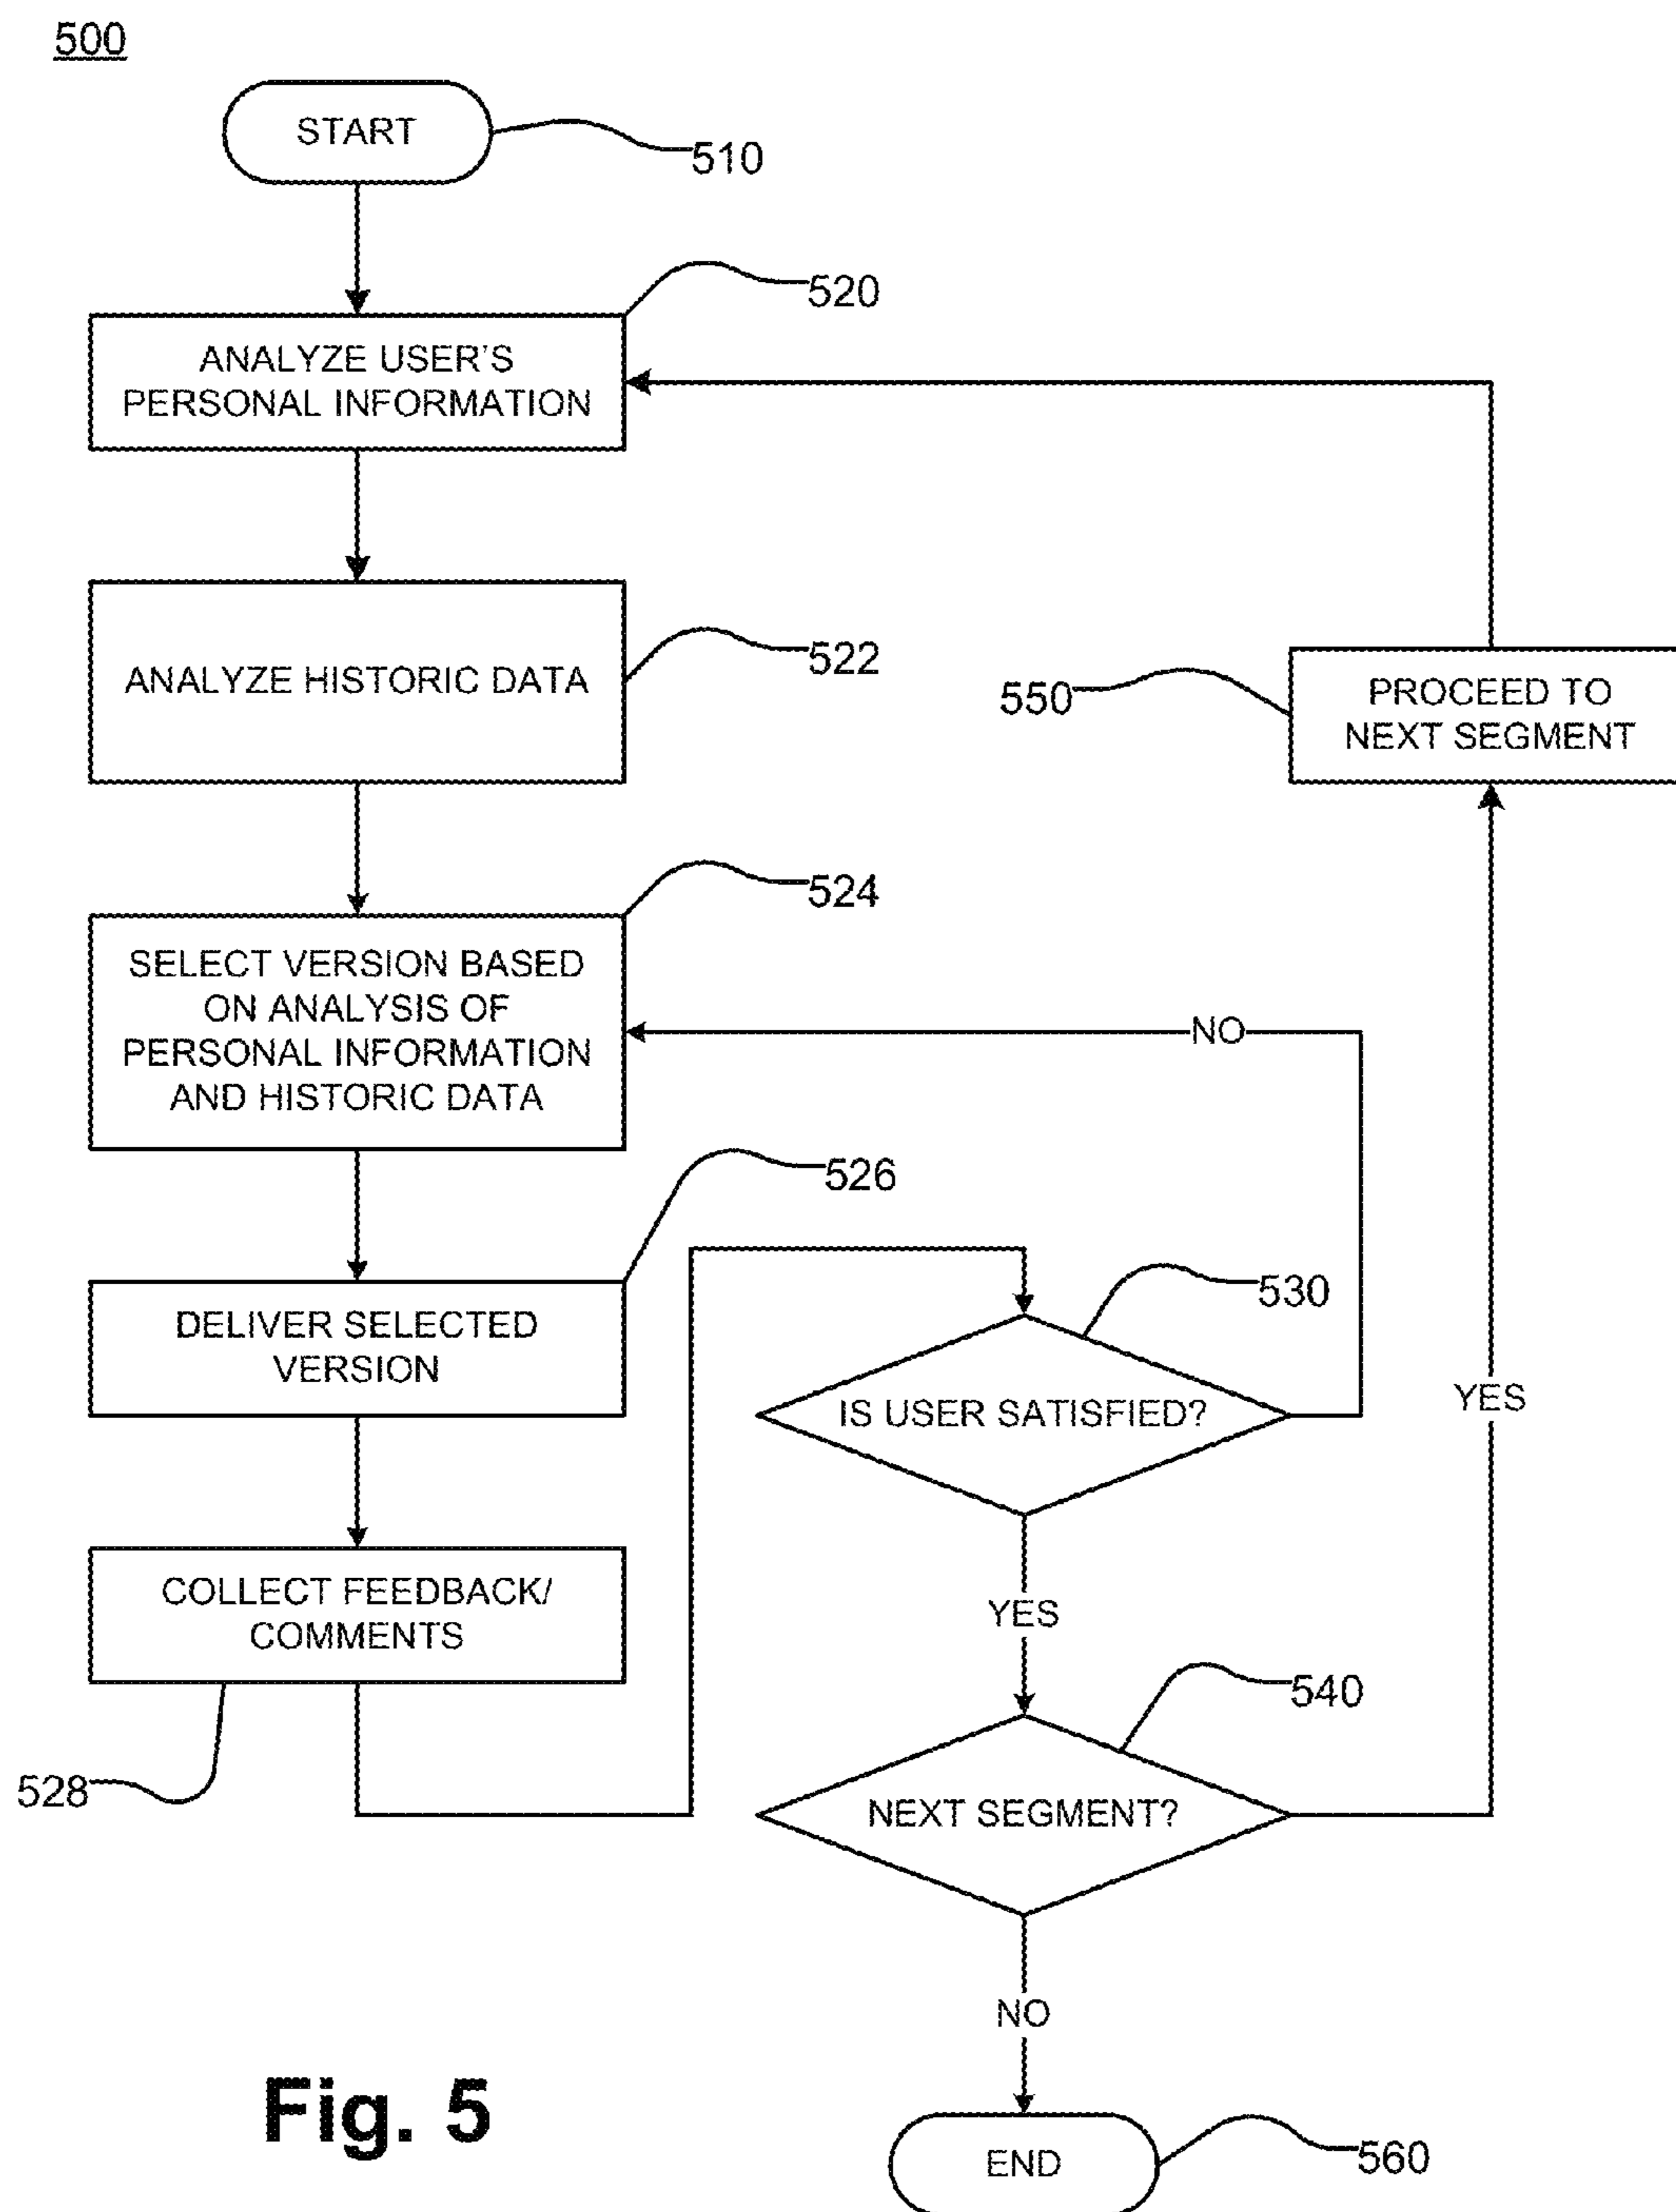 500
START
510
520
ANALYZE USER'S
PERSONAL INFORMATION
ANALYZE HISTORIC DATA
522
550
PROCEED TO
NEXT SEGMENT
524
SELECT VERSION BASED
ON ANALYSIS OF
PERSONAL INFORMATION
AND HISTORIC DATA
NO
526
DELIVER SELECTED
VERSION
530
IS USER SATISFIED?
YES
COLLECT FEEDBACK/
COMMENTS
YES
528
540
NEXT SEGMENT?
NO
Fig. 5
END
560